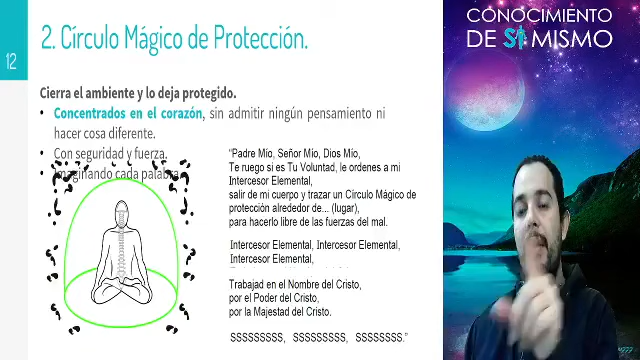 12
2. Círculo Mágico de Protección.
Cierra el ambiente y lo deja protegido.
• Concentrados en el corazón, sin admitir ningún pensamiento ni
hacer cosa diferente.
• Con seguridad y fuerza.
• Imaginando cada palabra
"Padre Mío, Señor Mío, Dios Mío,
Te ruego si es Tu Voluntad, le ordenes a mi
Intercesor Elemental,
salir de mi cuerpo y trazar un Círculo Mágico de
protección alrededor de... (lugar),
para hacerlo libre de las fuerzas del mal.
Intercesor Elemental, Intercesor Elemental,
Intercesor Elemental,
Trabajad en el Nombre del Cristo,
por el Poder del Cristo,
por la Majestad del Cristo.
SSSSSSSSS, SSSSSSSSS, SSSSSSSS."
CONOCIMIENTO
DE SÍ MISMO